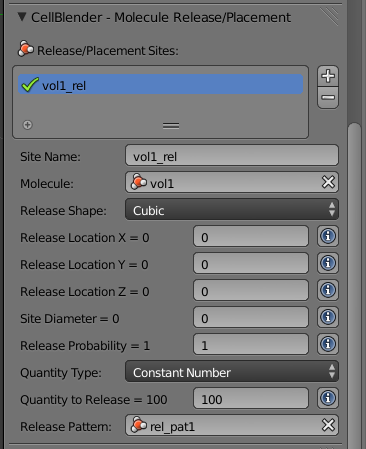 CellBlender - Molecule Release/Placement
Release/Placement Sites:
vol1_rel
Site Name: vol1_rel
Molecule: vol1
Release Shape: Cubic
Release Location X = 0 0
Release Location Y = 0 0
Release Location Z = 0 0
Site Diameter = 0 0
Release Probability = 1 1
Quantity Type: Constant Number
Quantity to Release = 100 100
Release Pattern: rel_pat1